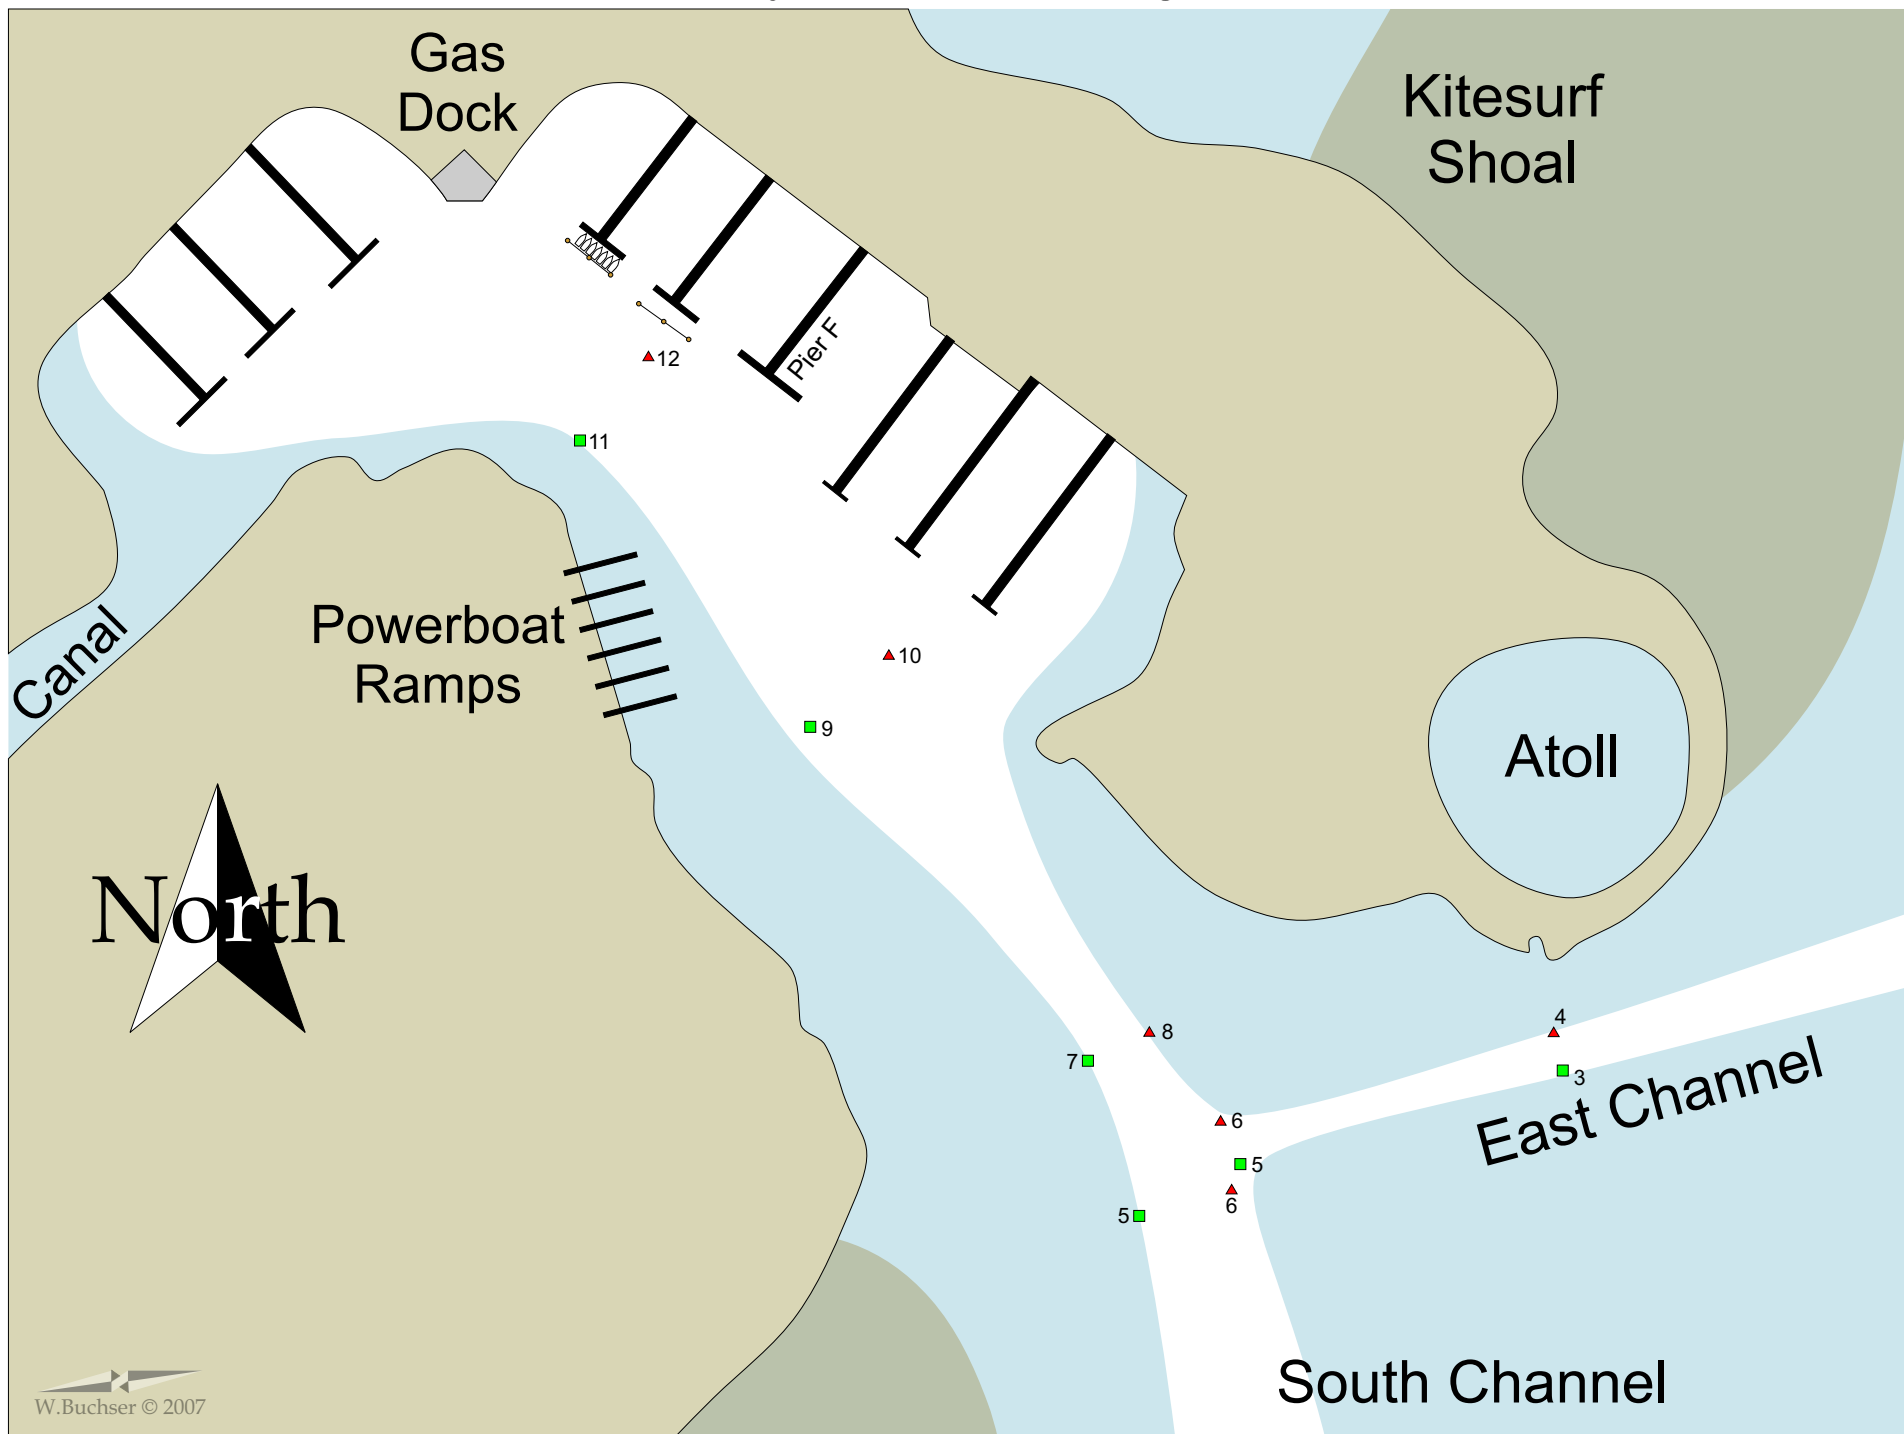 Gas
Dock
Kitesurf
Shoal
Pier F
12
11
Powerboat
Ramps
Canal
10
9
Atoll
North
8
7
4
3
East Channel
6
5
6
5
South Channel
W.Buchser © 2007